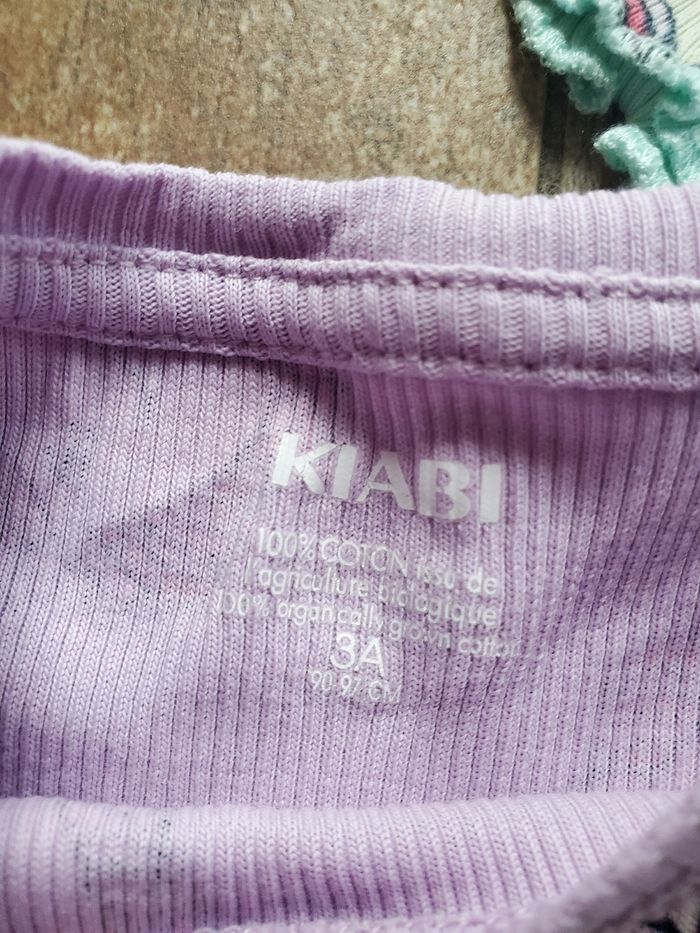 KIABI
100% COTON issu de
l'agriculture biologique
100% organically grown cotton
3A
90-97 CM